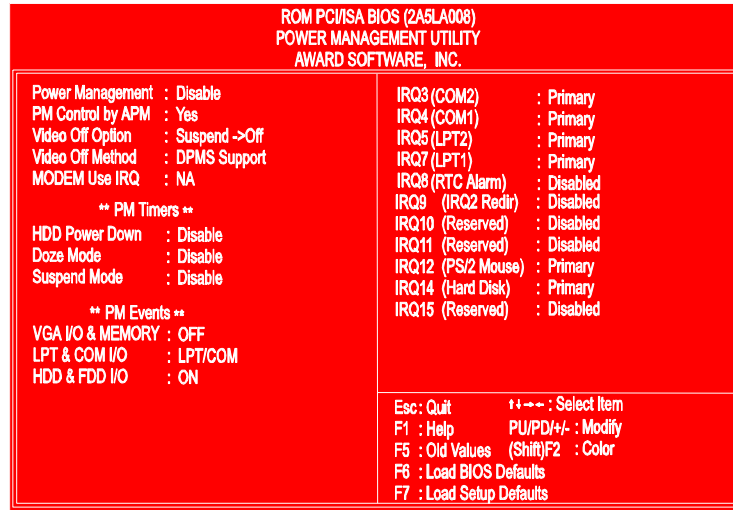 ROM PCI/ISA BIOS (2A5LA008)
POWER MANAGEMENT UTILITY
AWARD SOFTWARE, INC.
Power Management : Disable
PM Control by APM : Yes
Video Off Option : Suspend ->Off
Video Off Method : DPMS Support
MODEM Use IRQ : NA
** PM Timers **
HDD Power Down : Disable
Doze Mode : Disable
Suspend Mode : Disable
** PM Events **
VGA I/O & MEMORY : OFF
LPT & COM I/O : LPT/COM
HDD & FDD I/O : ON
IRQ3 (COM2) : Primary
IRQ4 (COM1) : Primary
IRQ5 (LPT2) : Primary
IRQ7 (LPT1) : Primary
IRQ8 (RTC Alarm) : Disabled
IRQ9 (IRQ2 Redir) : Disabled
IRQ10 (Reserved) : Disabled
IRQ11 (Reserved) : Disabled
IRQ12 (PS/2 Mouse) : Primary
IRQ14 (Hard Disk) : Primary
IRQ15 (Reserved) : Disabled
Esc : Quit ↑↓→← : Select Item
F1 : Help PU/PD/+/- : Modify
F5 : Old Values (Shift)F2 : Color
F6 : Load BIOS Defaults
F7 : Load Setup Defaults